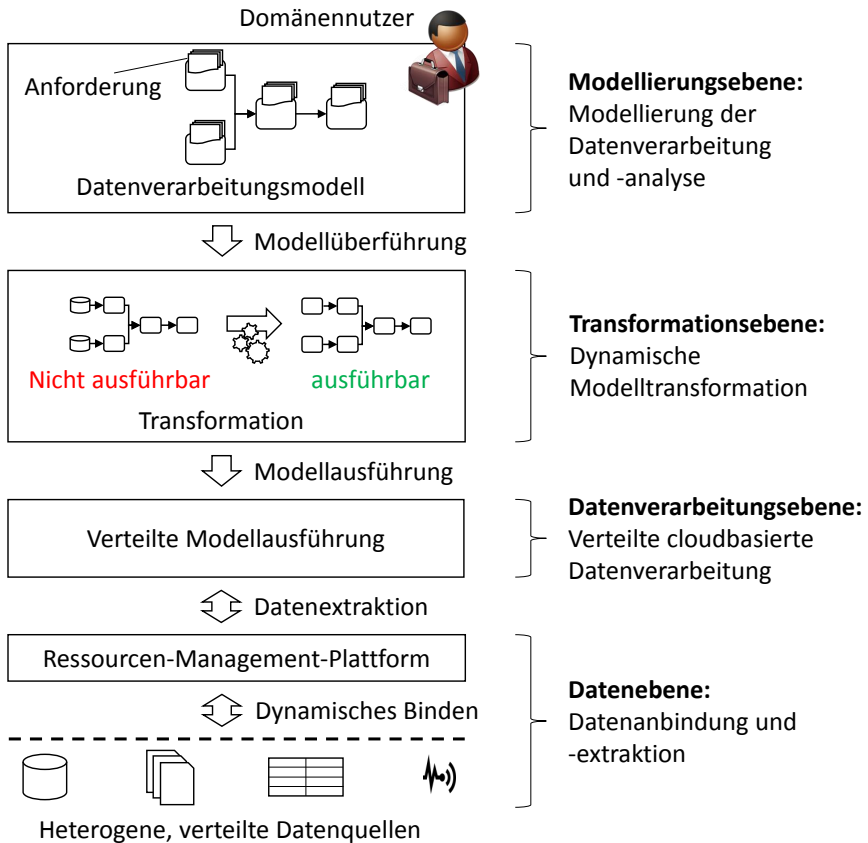 Domänennutzer
Anforderung
Datenverarbeitungsmodell
Modellierungsebene:
Modellierung der
Datenverarbeitung
und -analyse
Modellüberführung
Nicht ausführbar
ausführbar
Transformation
Transformationsebene:
Dynamische
Modelltransformation
Modellausführung
Verteilte Modellausführung
Datenverarbeitungsebene:
Verteilte cloudbasierte
Datenverarbeitung
Datenextraktion
Ressourcen-Management-Plattform
Dynamisches Binden
Datenebene:
Datenanbindung und
-extraktion
Heterogene, verteilte Datenquellen